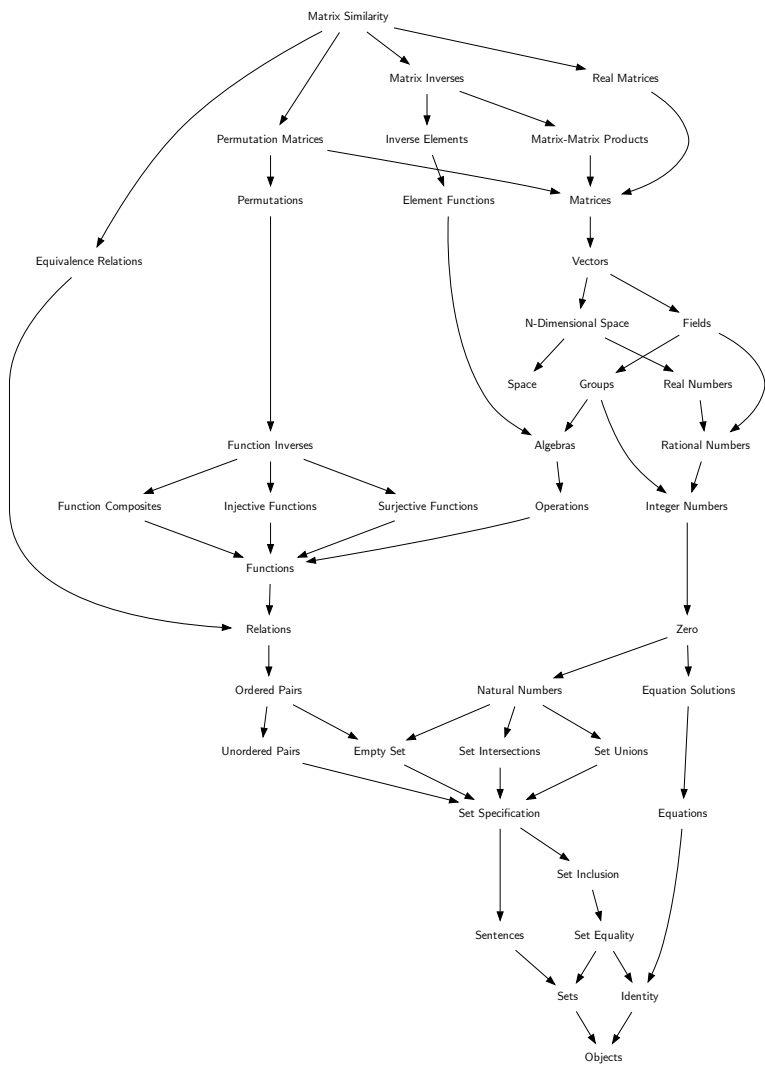 Matrix Similarity
Matrix Inverses
Real Matrices
Permutation Matrices
Inverse Elements
Matrix-Matrix Products
Permutations
Element Functions
Matrices
Equivalence Relations
Vectors
N-Dimensional Space
Fields
Space
Groups
Real Numbers
Function Inverses
Algebras
Rational Numbers
Function Composites
Injective Functions
Surjective Functions
Operations
Integer Numbers
Functions
Relations
Zero
Ordered Pairs
Natural Numbers
Equation Solutions
Unordered Pairs
Empty Set
Set Intersections
Set Unions
Set Specification
Equations
Set Inclusion
Sentences
Set Equality
Sets
Identity
Objects